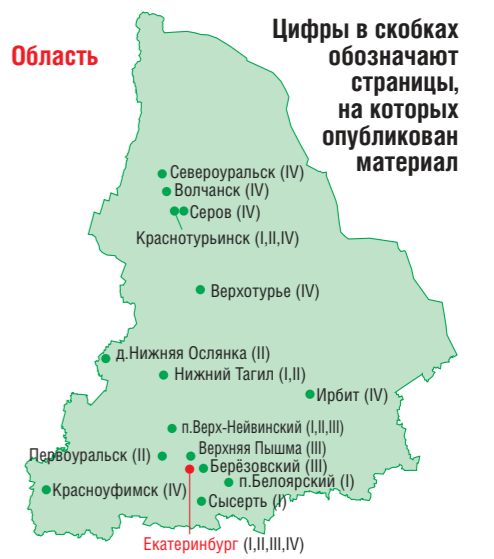 Область
Цифры в скобках
обозначают
страницы,
на которых
опубликован
материал
Североуральск (IV)
Волчанск (IV)
Серов (IV)
Краснотурьинск (I,II,IV)
Верхотурье (IV)
д.Нижняя Ослянка (II)
Нижний Тагил (I,II)
Ирбит (IV)
п.Верх-Нейвинский (I,II,III)
Верхняя Пышма (III)
Первоуральск (II)
Берёзовский (III)
п.Белоярский (I)
Красноуфимск (IV)
Сысерть (I)
Екатеринбург (I,II,III,IV)